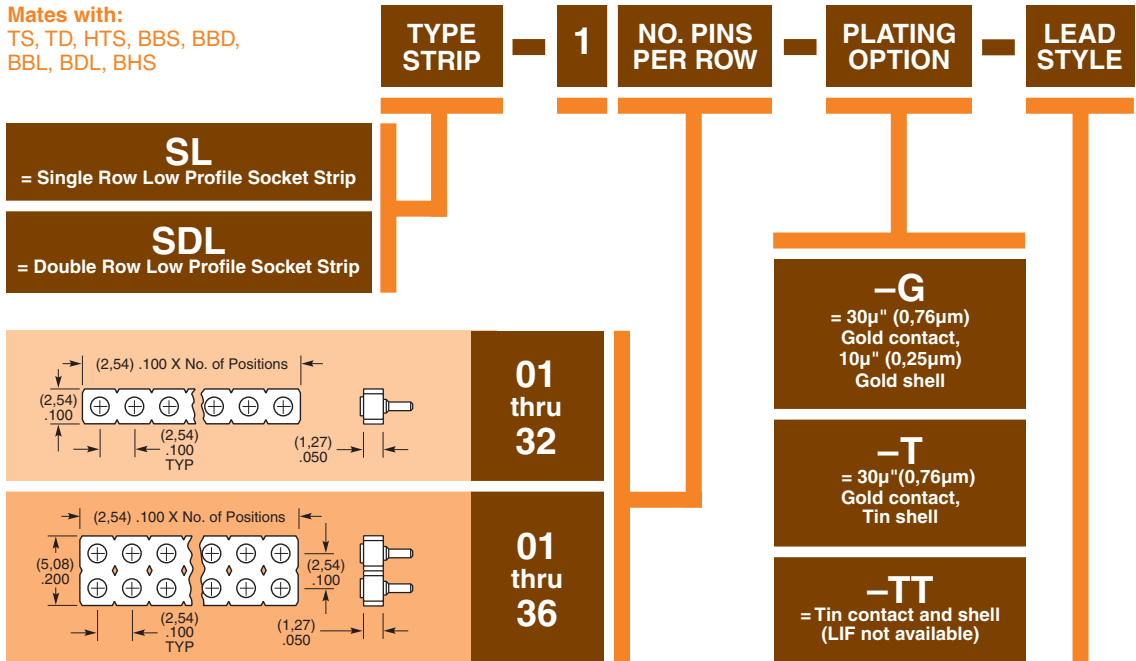 Mates with:
TS, TD, HTS, BBS, BBD,
BBL, BDL, BHS
TYPE
STRIP
1
NO. PINS
PER ROW
PLATING
OPTION
LEAD
STYLE
SL
= Single Row Low Profile Socket Strip
SDL
= Double Row Low Profile Socket Strip
(2,54) .100 X No. of Positions
(2,54)
.100
(2,54)
.100
TYP
(1,27)
.050
01
thru
32
(2,54) .100 X No. of Positions
(5,08)
.200
(2,54)
.100
(2,54)
.100
TYP
(1,27)
.050
01
thru
36
–G
= 30µ" (0,76µm)
Gold contact,
10µ" (0,25µm)
Gold shell
–T
= 30µ"(0,76µm)
Gold contact,
Tin shell
–TT
= Tin contact and shell
(LIF not available)